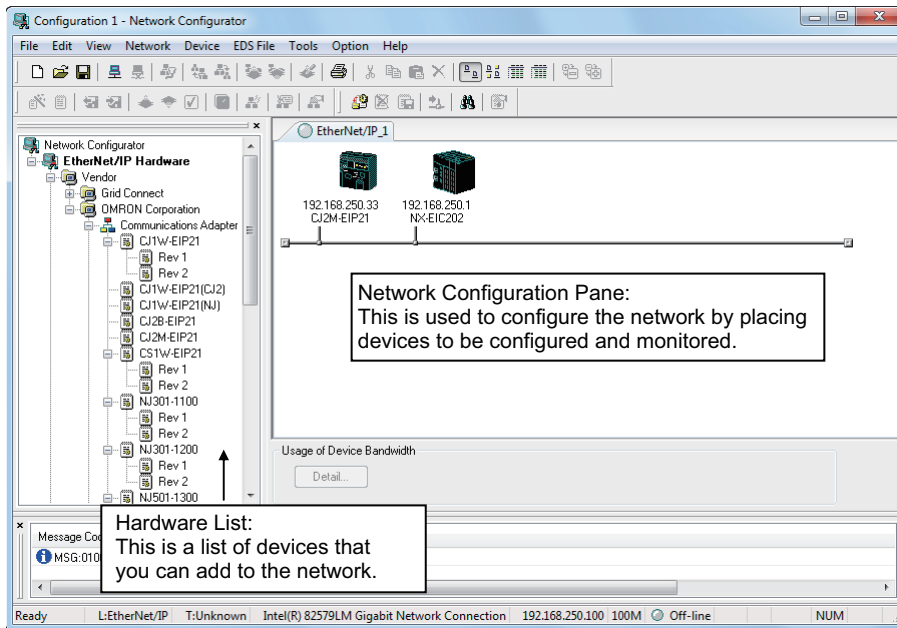 Configuration 1 - Network Configurator
File Edit View Network Device EDS File Tools Option Help
Network Configurator
EtherNet/IP Hardware
Vendor
Grid Connect
OMRON Corporation
Communications Adapter
CJ1W-EIP21
Rev 1
Rev 2
CJ1W-EIP21(CJ2)
CJ1W-EIP21(NJ)
CJ2B-EIP21
CJ2M-EIP21
CS1W-EIP21
Rev 1
Rev 2
NJ301-1100
Rev 1
Rev 2
NJ301-1200
Rev 1
Rev 2
NJ501-1300
EtherNet/IP_1
192.168.250.33
CJ2M-EIP21
192.168.250.1
NX-EIC202
Network Configuration Pane:
This is used to configure the network by placing
devices to be configured and monitored.
Usage of Device Bandwidth
Detail...
Hardware List:
This is a list of devices that
you can add to the network.
Message Co
MSG:010
Ready L:EtherNet/IP T:Unknown Intel(R) 82579LM Gigabit Network Connection 192.168.250.100 100M Off-line NUM